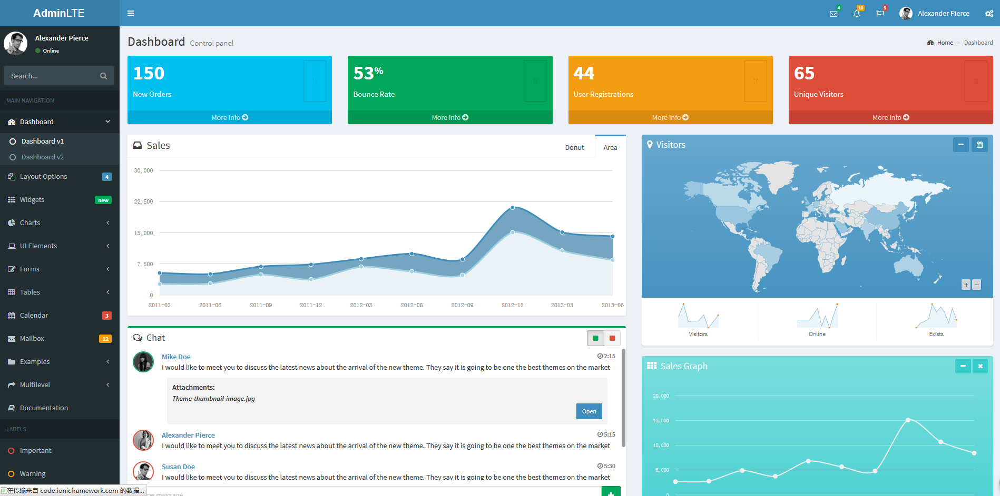 AdminLTE
4
10
9
Alexander Pierce
Alexander Pierce
Online
Search...
MAIN NAVIGATION
Dashboard
Dashboard v1
Dashboard v2
Layout Options 4
Widgets new
Charts
UI Elements
Forms
Tables
Calendar 3
Mailbox 12
Examples
Multilevel
Documentation
LABELS
Important
Warning
正在传输来自 code.ionicframework.com 的数据...
Dashboard Control panel
Home > Dashboard
150
New Orders
More info
53%
Bounce Rate
More info
44
User Registrations
More info
65
Unique Visitors
More info
Sales
Donut Area
30,000
22,500
15,000
7,500
0
2011-03 2011-06 2011-09 2011-12 2012-03 2012-06 2012-09 2012-12 2013-03 2013-06
Chat
Mike Doe 2:15
I would like to meet you to discuss the latest news about the arrival of the new theme. They say it is going to be one the best themes on the market
Attachments:
Theme-thumbnail-image.jpg
Open
Alexander Pierce 5:15
I would like to meet you to discuss the latest news about the arrival of the new theme. They say it is going to be one the best themes on the market
Susan Doe 5:30
I would like to meet you to discuss the latest news about the arrival of the new theme. They say it is going to be one the best themes on the market
message
Visitors
+ −
Visitors Online Exists
Sales Graph
20,000
15,000
10,000
5,000
0